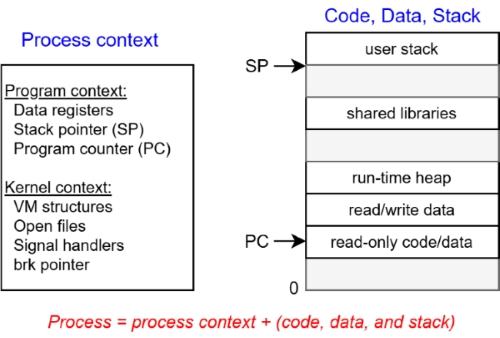 Process context
Program context:
Data registers
Stack pointer (SP)
Program counter (PC)
Kernel context:
VM structures
Open files
Signal handlers
brk pointer
Code, Data, Stack
user stack
SP
shared libraries
run-time heap
read/write data
PC
read-only code/data
0
Process = process context + (code, data, and stack)